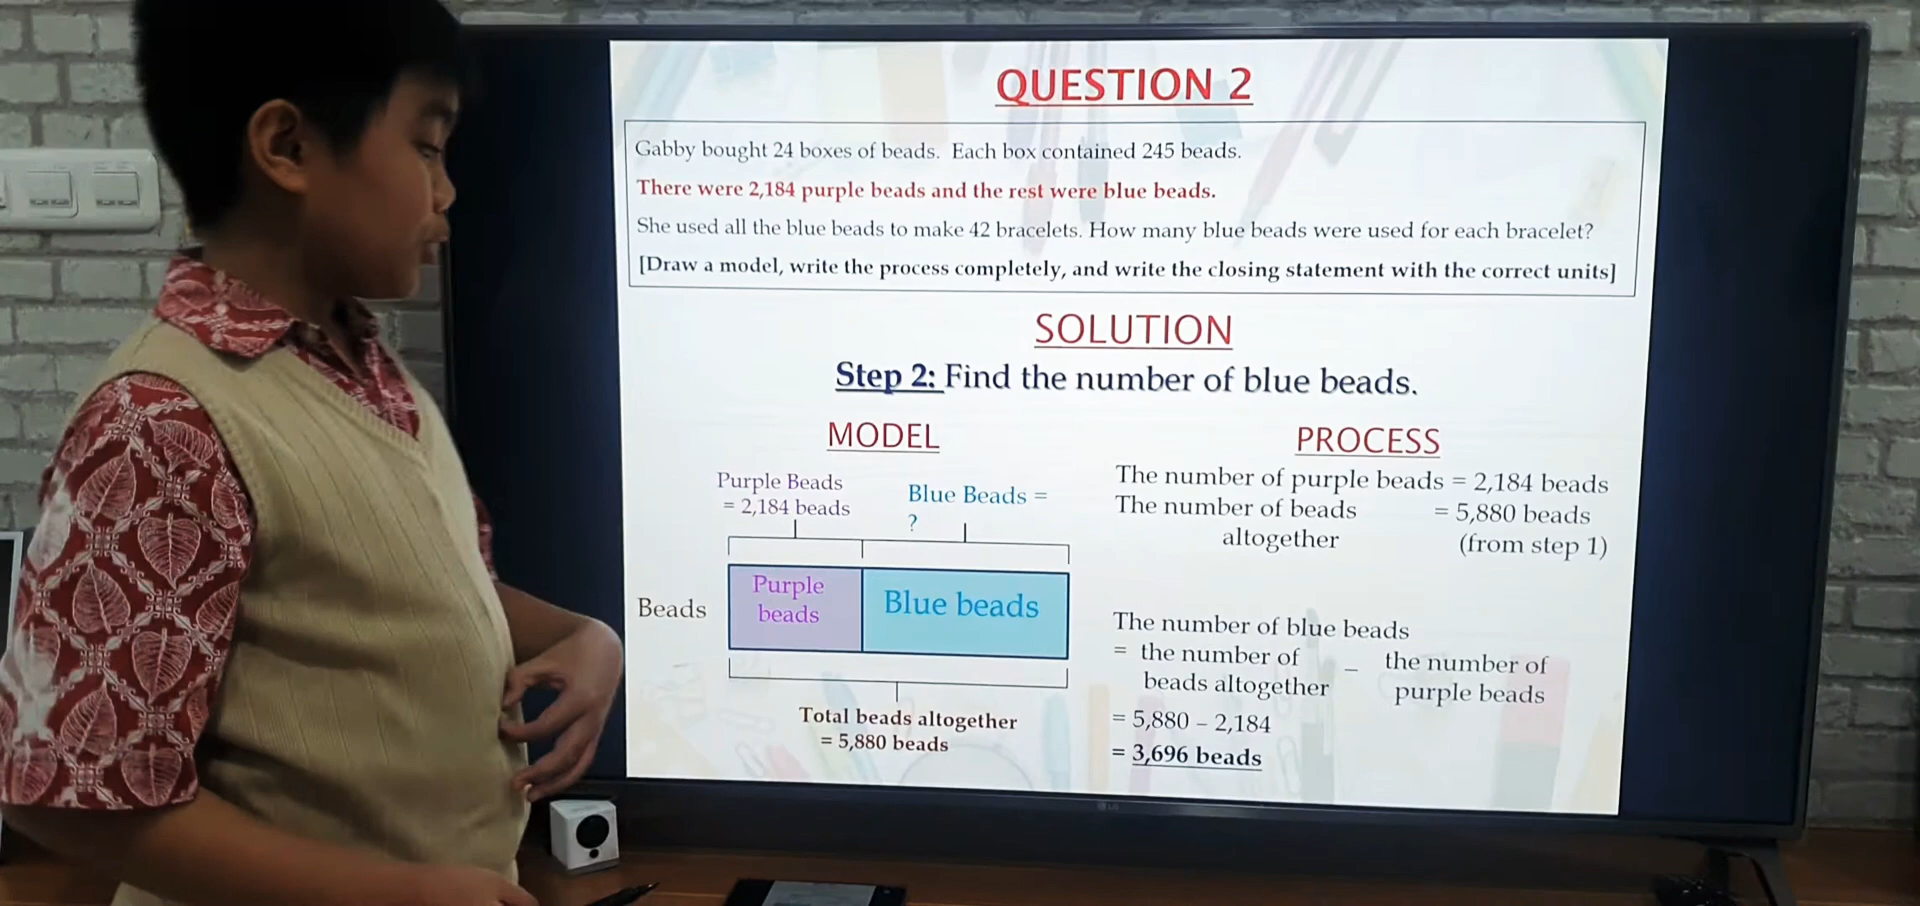 QUESTION 2
Gabby bought 24 boxes of beads. Each box contained 245 beads.
There were 2,184 purple beads and the rest were blue beads.
She used all the blue beads to make 42 bracelets. How many blue beads were used for each bracelet?
[Draw a model, write the process completely, and write the closing statement with the correct units]
SOLUTION
Step 2: Find the number of blue beads.
MODEL
Purple Beads
= 2,184 beads
Blue Beads =
?
Beads
Purple
beads
Blue beads
Total beads altogether
= 5,880 beads
PROCESS
The number of purple beads = 2,184 beads
The number of beads = 5,880 beads
altogether (from step 1)
The number of blue beads
= the number of – the number of
beads altogether purple beads
= 5,880 – 2,184
= 3,696 beads
LG